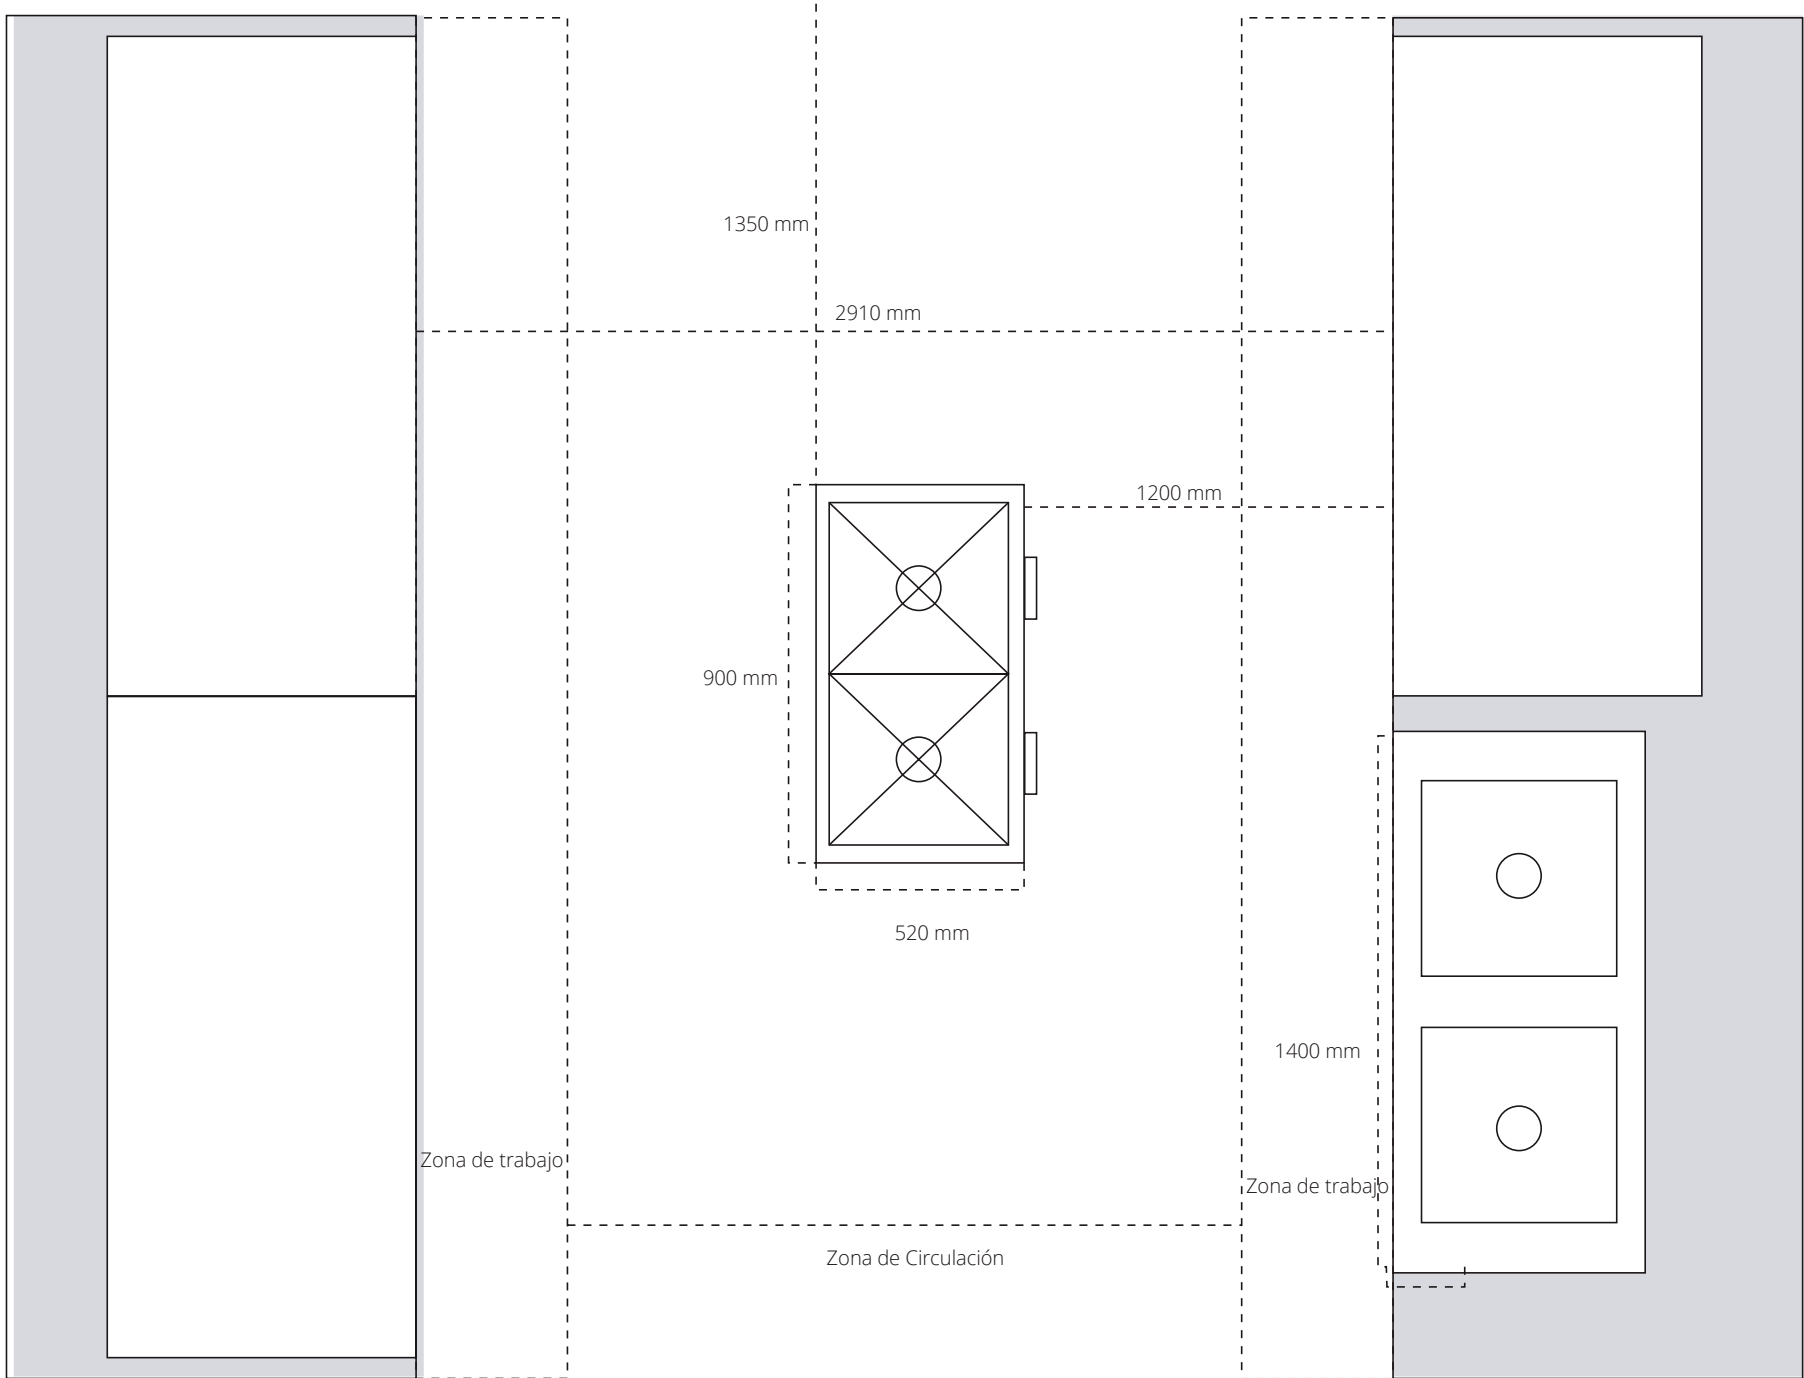 1350 mm
2910 mm
1200 mm
900 mm
520 mm
1400 mm
Zona de trabajo
Zona de trabajo
Zona de Circulación